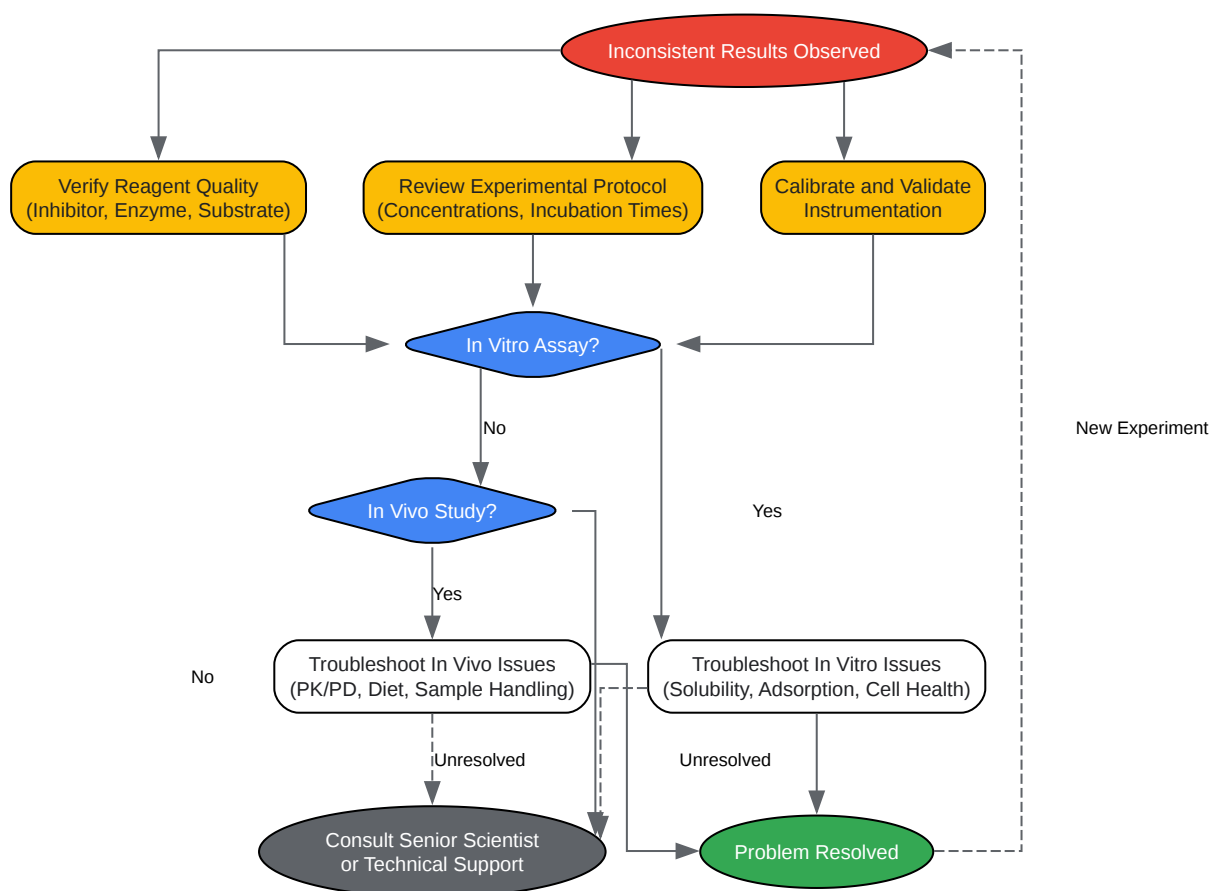 Inconsistent Results Observed
Verify Reagent Quality
(Inhibitor, Enzyme, Substrate)
Review Experimental Protocol
(Concentrations, Incubation Times)
Calibrate and Validate
Instrumentation
In Vitro Assay?
No
New Experiment
In Vivo Study?
Yes
Yes
No
Troubleshoot In Vivo Issues
(PK/PD, Diet, Sample Handling)
Troubleshoot In Vitro Issues
(Solubility, Adsorption, Cell Health)
Unresolved
Unresolved
Consult Senior Scientist
or Technical Support
Problem Resolved